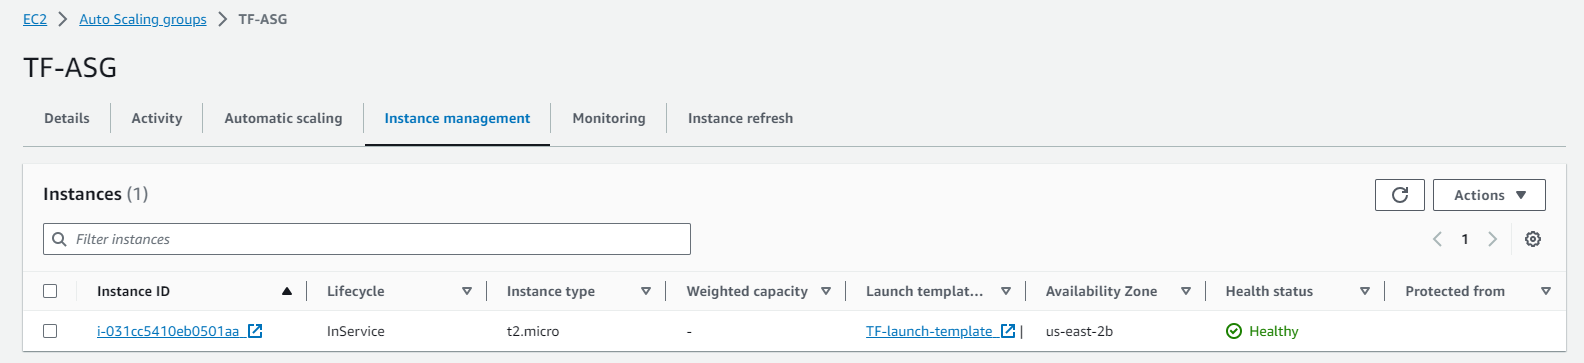 EC2 > Auto Scaling groups > TF-ASG
TF-ASG
Details Activity Automatic scaling Instance management Monitoring Instance refresh
Instances (1)
Actions
Filter instances
1
Instance ID Lifecycle Instance type Weighted capacity Launch templat... Availability Zone Health status Protected from
i-031cc5410eb0501aa InService t2.micro - TF-launch-template | us-east-2b Healthy